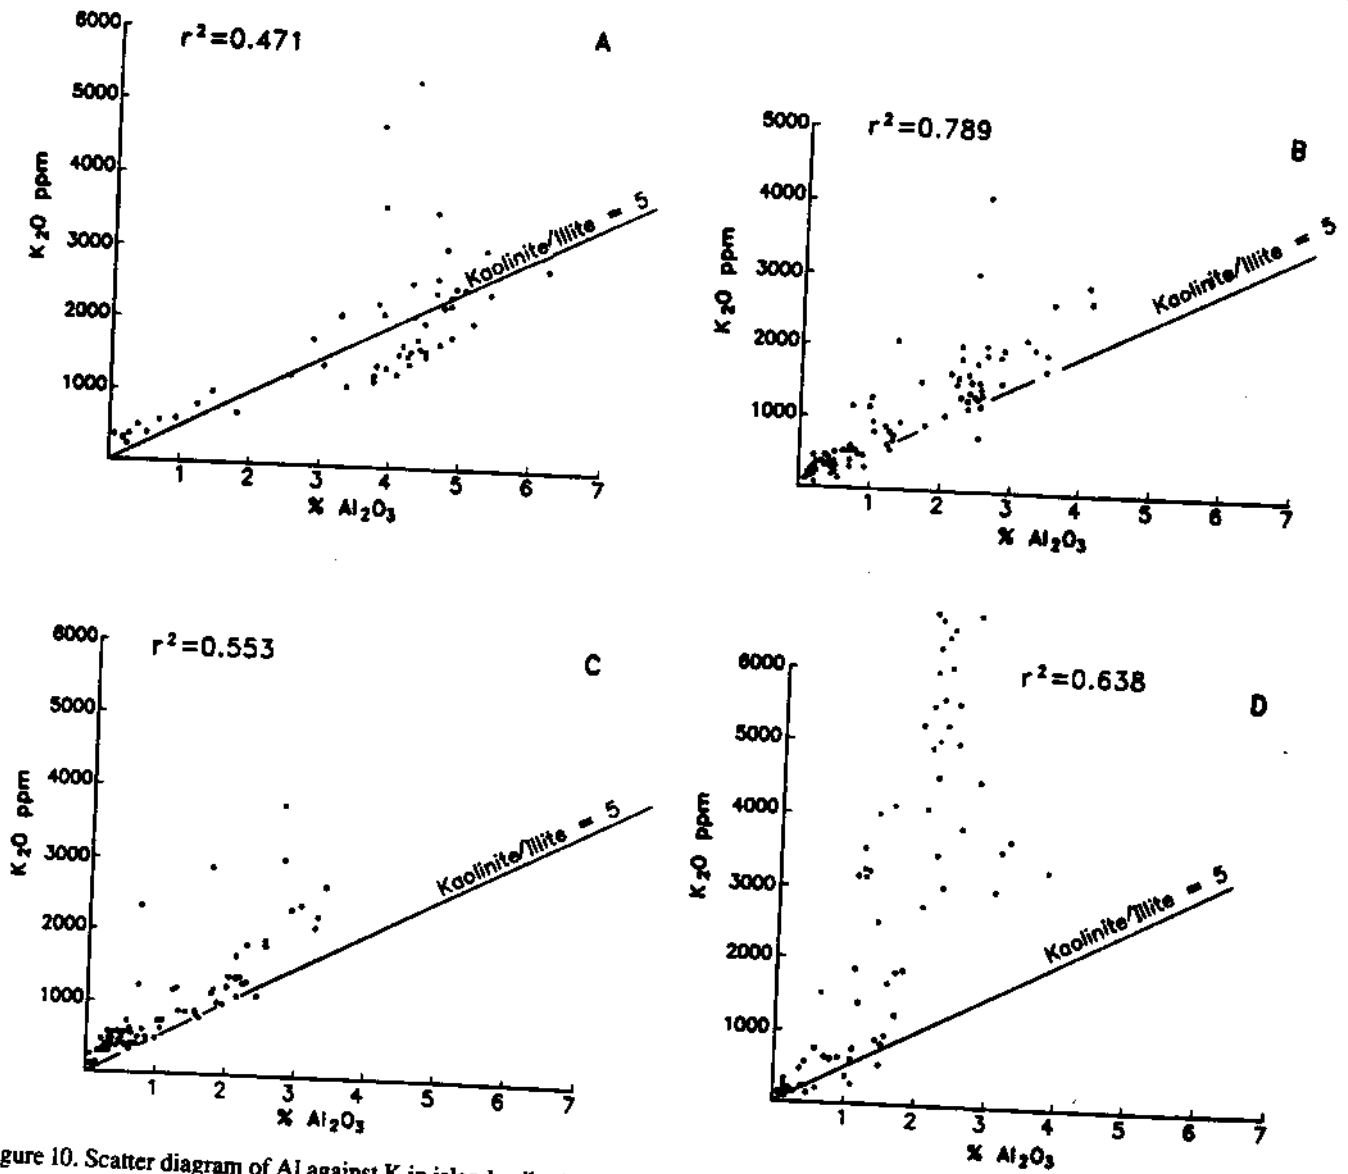 6000
r²=0.471
A
5000
4000
3000
2000
1000
K₂O ppm
Kaolinite/Illite = 5
1 2 3 4 5 6 7
% Al₂O₃
5000
r²=0.789
B
4000
3000
2000
1000
K₂O ppm
Kaolinite/Illite = 5
1 2 3 4 5 6 7
% Al₂O₃
6000
r²=0.553
C
5000
4000
3000
2000
1000
K₂O ppm
Kaolinite/Illite = 5
1 2 3 4 5 6 7
% Al₂O₃
6000
r²=0.638
D
5000
4000
3000
2000
1000
K₂O ppm
Kaolinite/Illite = 5
1 2 3 4 5 6 7
% Al₂O₃
gure 10. Scatter diagram of Al against K in